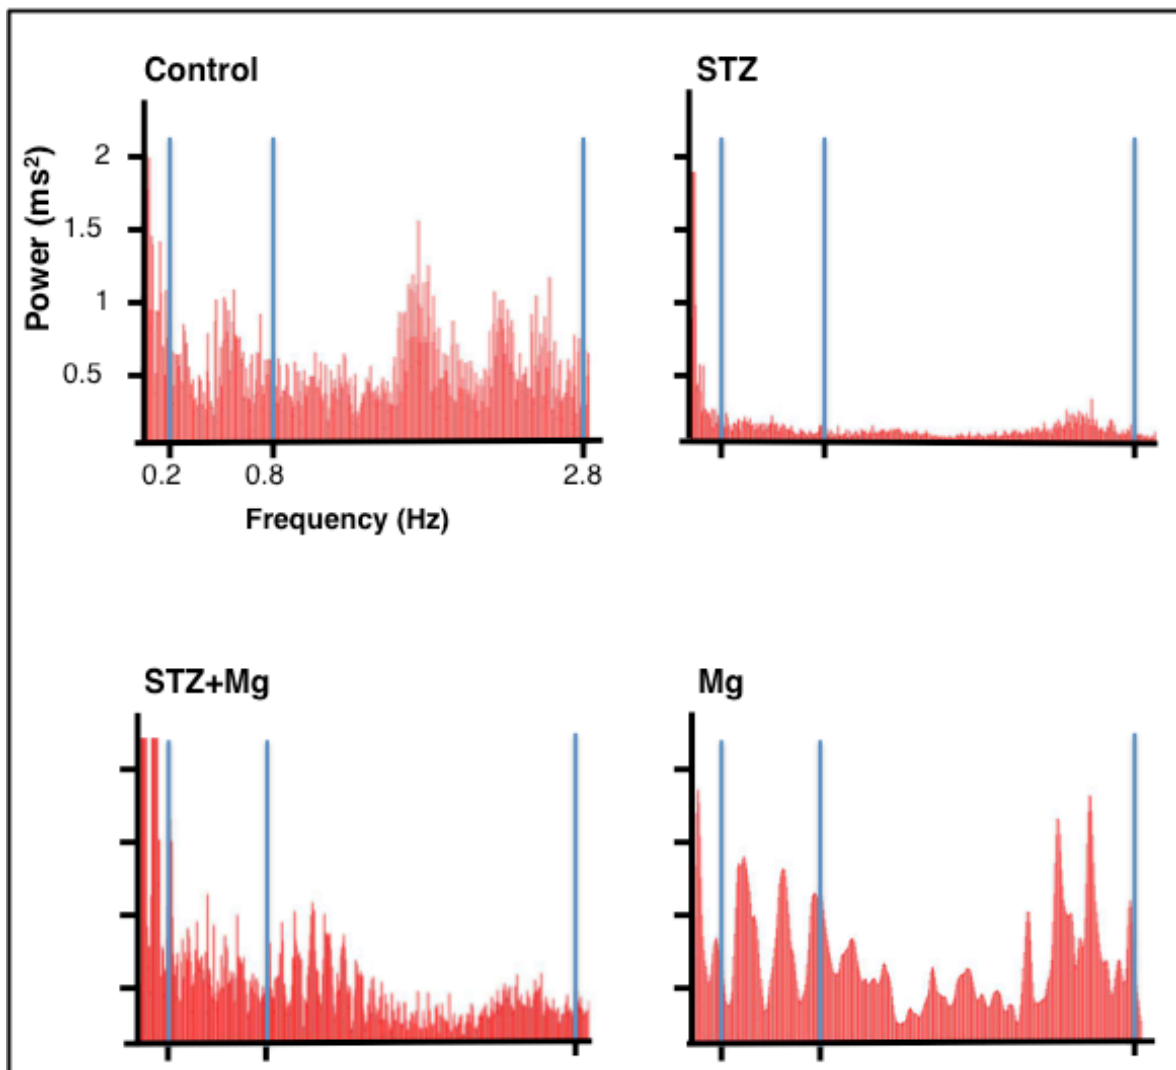 Control
STZ
Power (ms²)
2
1.5
1
0.5
0.2 0.8 2.8
Frequency (Hz)
STZ+Mg
Mg